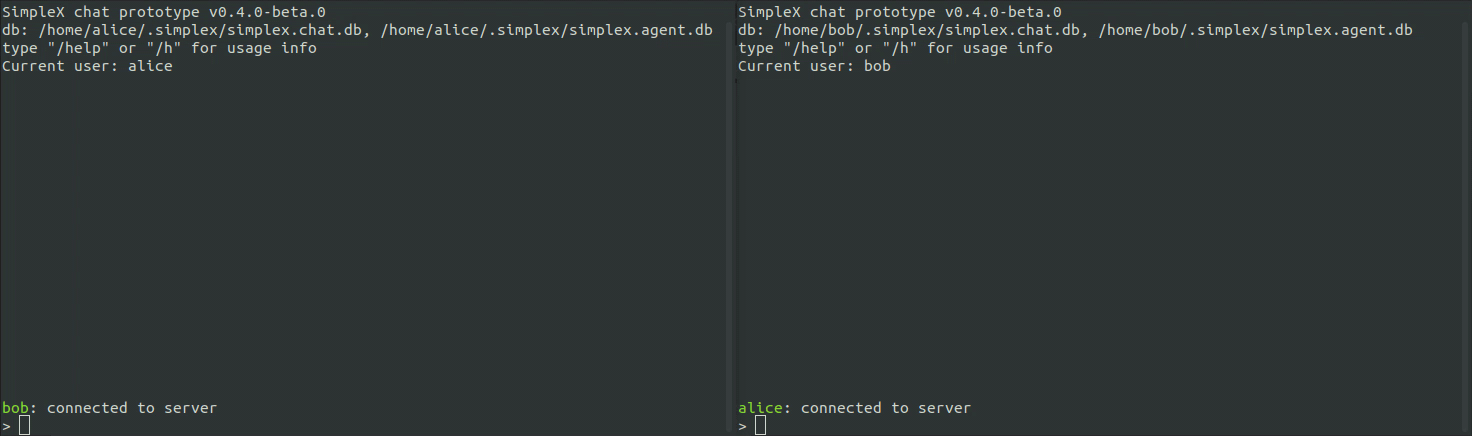 SimpleX chat prototype v0.4.0-beta.0
db: /home/alice/.simplex/simplex.chat.db, /home/alice/.simplex/simplex.agent.db
type "/help" or "/h" for usage info
Current user: alice
bob: connected to server
>
SimpleX chat prototype v0.4.0-beta.0
db: /home/bob/.simplex/simplex.chat.db, /home/bob/.simplex/simplex.agent.db
type "/help" or "/h" for usage info
Current user: bob
alice: connected to server
>